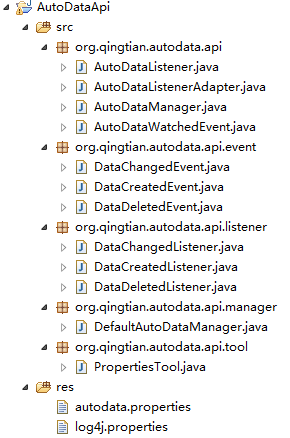 AutoDataApi
src
org.qingtian.autodata.api
AutoDataListener.java
AutoDataListenerAdapter.java
AutoDataManager.java
AutoDataWatchedEvent.java
org.qingtian.autodata.api.event
DataChangedEvent.java
DataCreatedEvent.java
DataDeletedEvent.java
org.qingtian.autodata.api.listener
DataChangedListener.java
DataCreatedListener.java
DataDeletedListener.java
org.qingtian.autodata.api.manager
DefaultAutoDataManager.java
org.qingtian.autodata.api.tool
PropertiesTool.java
res
autodata.properties
log4j.properties